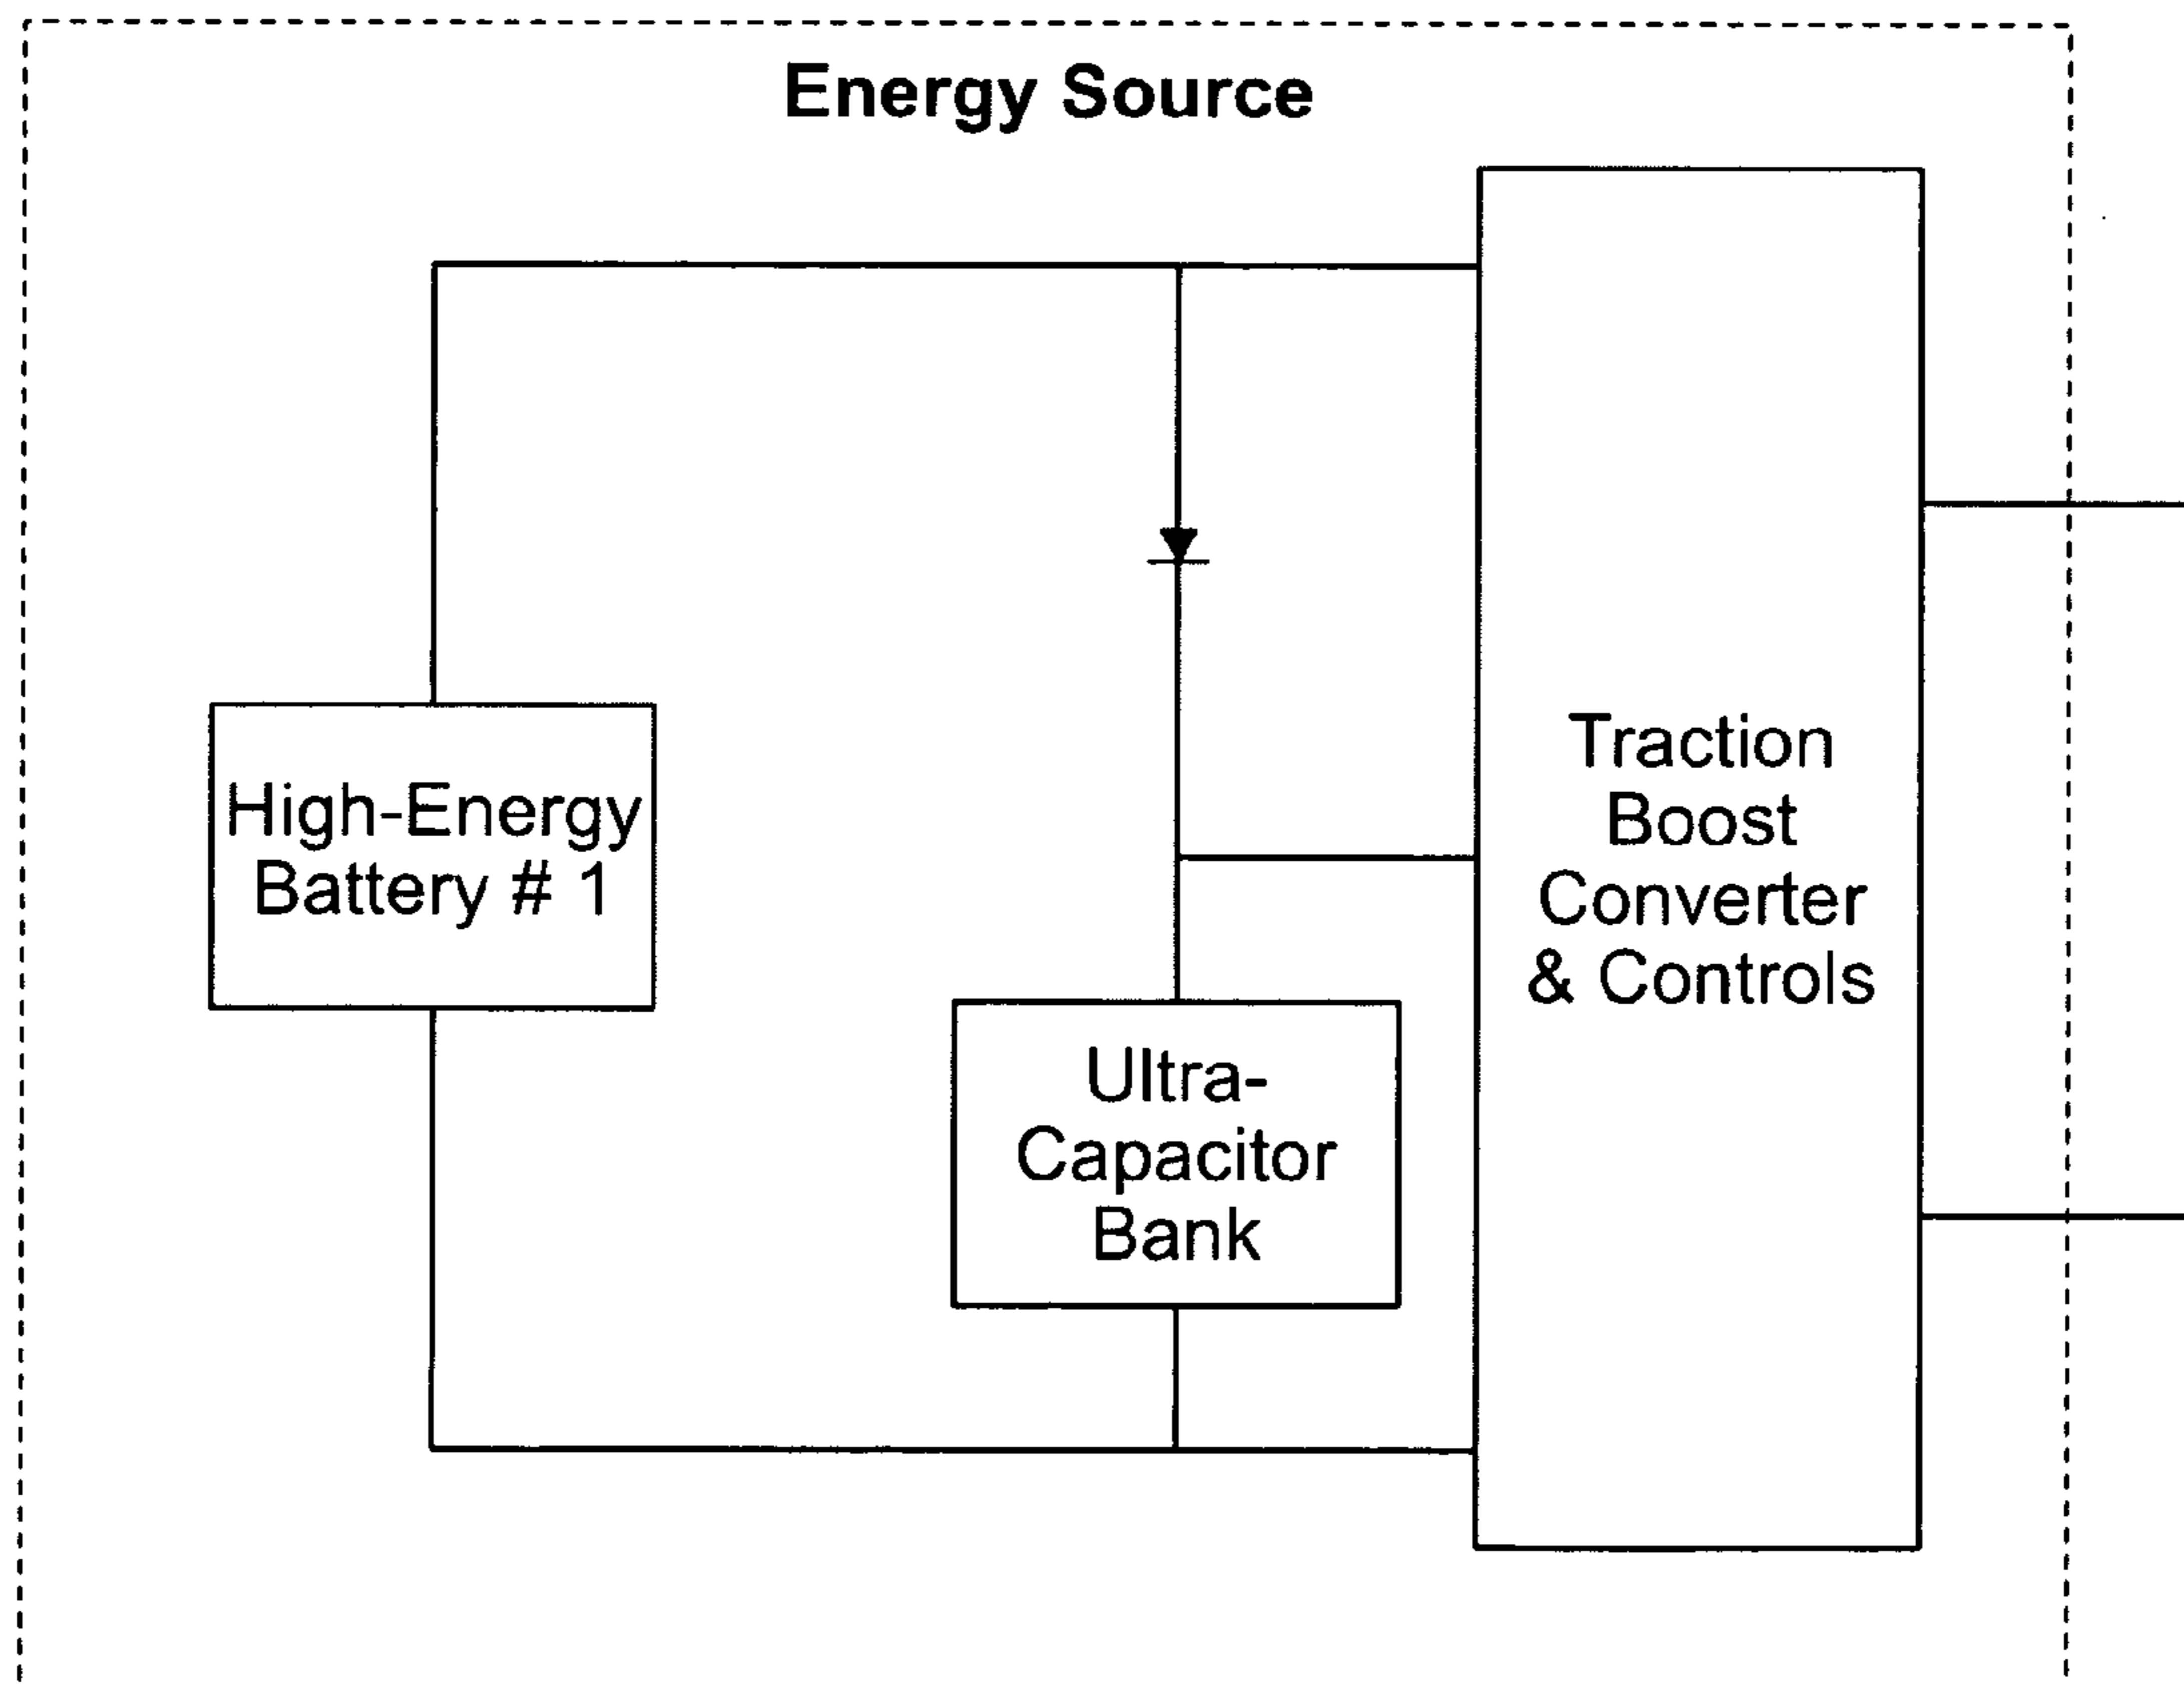 Energy Source
High-Energy
Battery # 1
Traction
Boost
Converter
& Controls
Ultra-
Capacitor
Bank